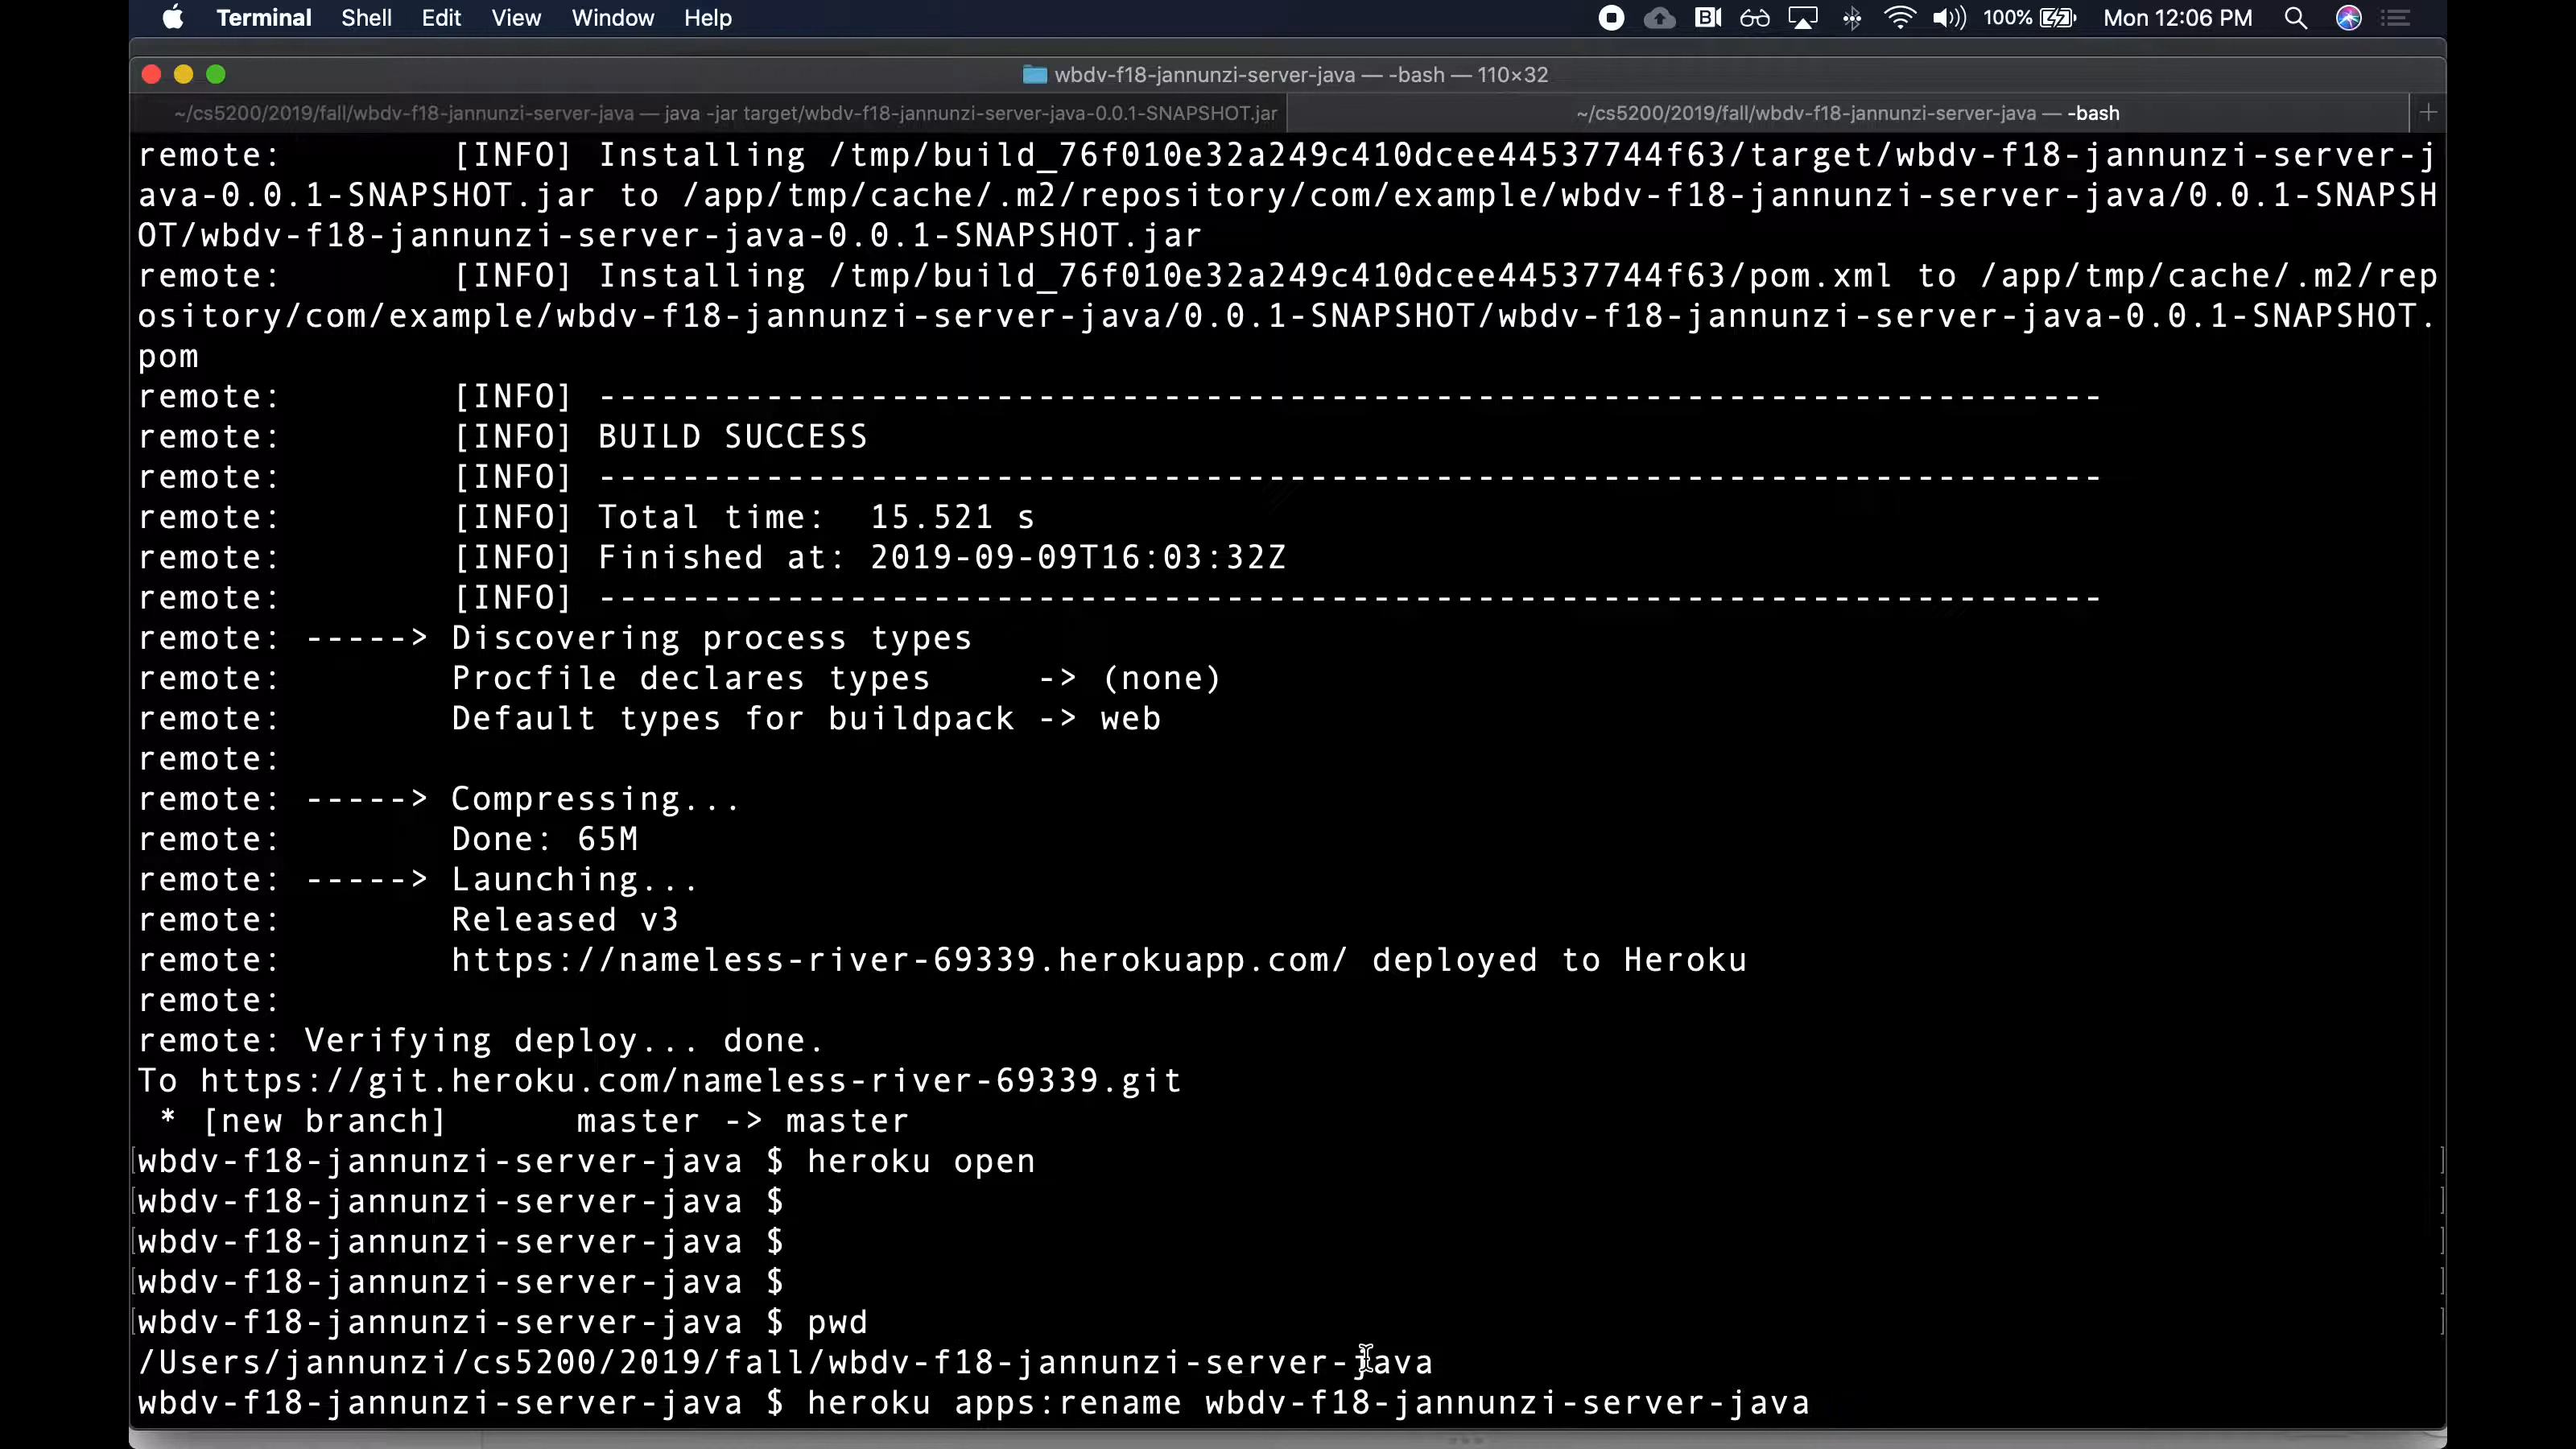 Terminal Shell Edit View Window Help 100% Mon 12:06 PM
wbdv-f18-jannunzi-server-java — -bash — 110×32
~/cs5200/2019/fall/wbdv-f18-jannunzi-server-java — java -jar target/wbdv-f18-jannunzi-server-java-0.0.1-SNAPSHOT.jar
~/cs5200/2019/fall/wbdv-f18-jannunzi-server-java — -bash
remote:        [INFO] Installing /tmp/build_76f010e32a249c410dcee44537744f63/target/wbdv-f18-jannunzi-server-j
ava-0.0.1-SNAPSHOT.jar to /app/tmp/cache/.m2/repository/com/example/wbdv-f18-jannunzi-server-java/0.0.1-SNAPSH
OT/wbdv-f18-jannunzi-server-java-0.0.1-SNAPSHOT.jar
remote:        [INFO] Installing /tmp/build_76f010e32a249c410dcee44537744f63/pom.xml to /app/tmp/cache/.m2/rep
ository/com/example/wbdv-f18-jannunzi-server-java/0.0.1-SNAPSHOT/wbdv-f18-jannunzi-server-java-0.0.1-SNAPSHOT.
pom
remote:        [INFO] ------------------------------------------------------------------------
remote:        [INFO] BUILD SUCCESS
remote:        [INFO] ------------------------------------------------------------------------
remote:        [INFO] Total time:  15.521 s
remote:        [INFO] Finished at: 2019-09-09T16:03:32Z
remote:        [INFO] ------------------------------------------------------------------------
remote: -----> Discovering process types
remote:        Procfile declares types     -> (none)
remote:        Default types for buildpack -> web
remote:
remote: -----> Compressing...
remote:        Done: 65M
remote: -----> Launching...
remote:        Released v3
remote:        https://nameless-river-69339.herokuapp.com/ deployed to Heroku
remote:
remote: Verifying deploy... done.
To https://git.heroku.com/nameless-river-69339.git
 * [new branch]      master -> master
wbdv-f18-jannunzi-server-java $ heroku open
wbdv-f18-jannunzi-server-java $
wbdv-f18-jannunzi-server-java $
wbdv-f18-jannunzi-server-java $
wbdv-f18-jannunzi-server-java $ pwd
/Users/jannunzi/cs5200/2019/fall/wbdv-f18-jannunzi-server-java
wbdv-f18-jannunzi-server-java $ heroku apps:rename wbdv-f18-jannunzi-server-java